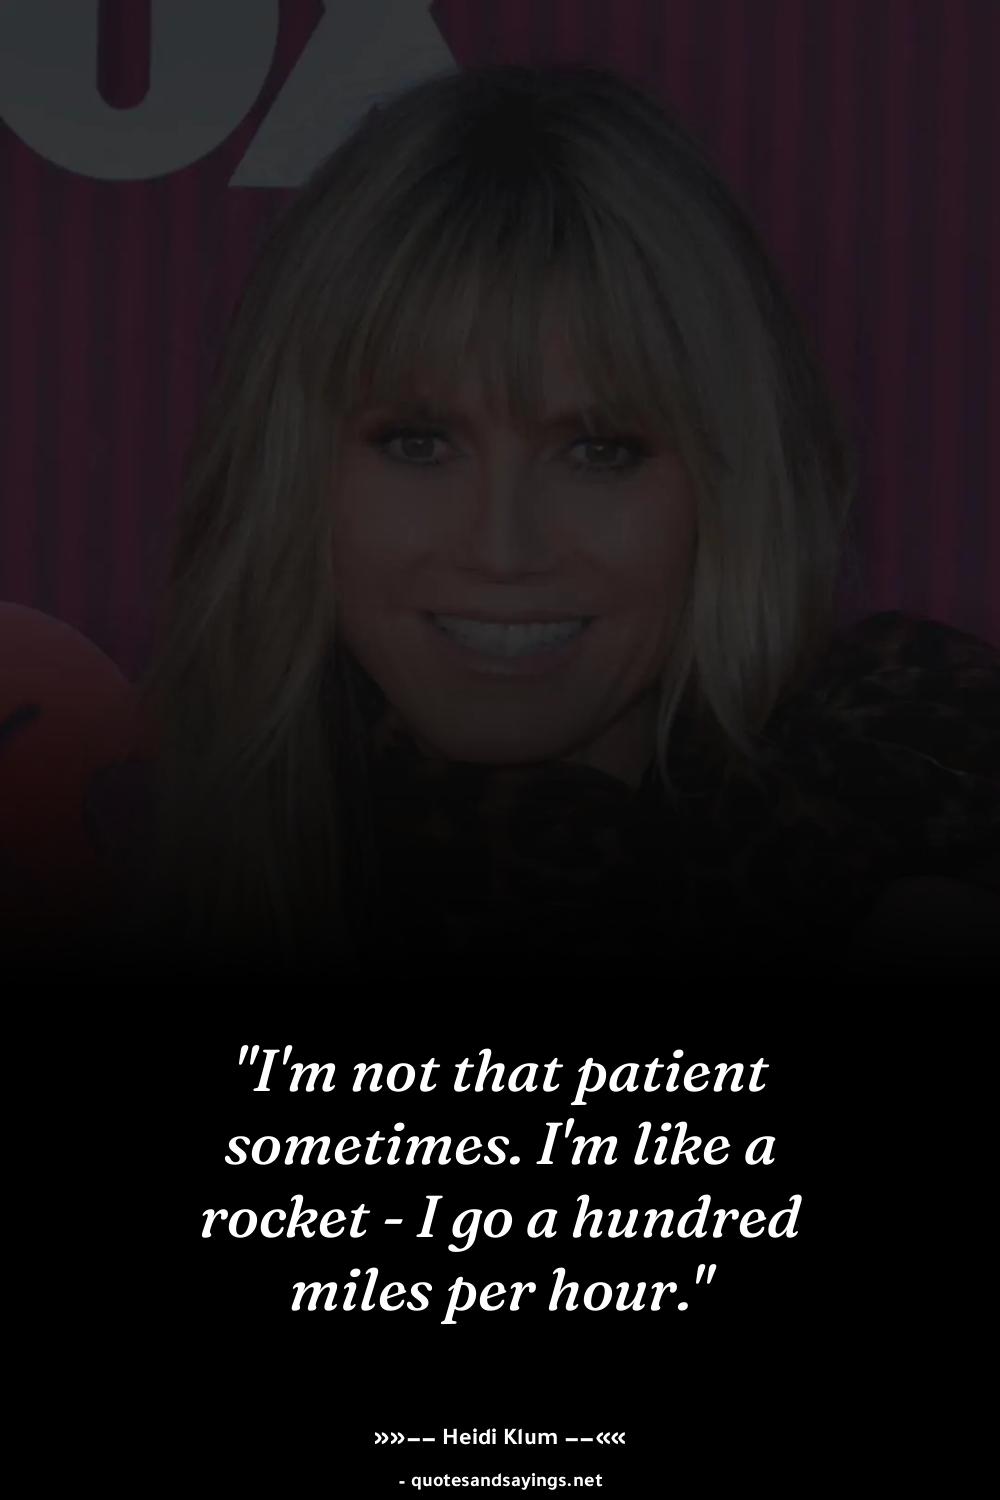 "I'm not that patient
sometimes. I'm like a
rocket - I go a hundred
miles per hour."
»»–– Heidi Klum ––««
- quotesandsayings.net